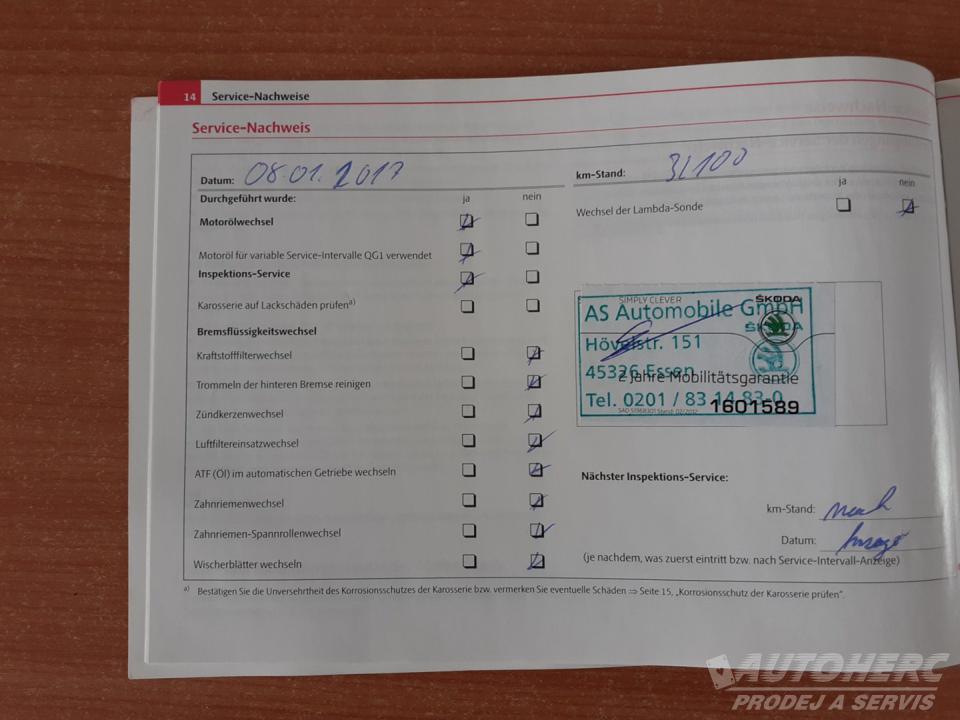 14 Service-Nachweise
Service-Nachweis
Datum: 08.01.2017
km-Stand: 31100
Durchgeführt wurde: ja nein
ja nein
Motorölwechsel
Wechsel der Lambda-Sonde
Motoröl für variable Service-Intervalle QG1 verwendet
Inspektions-Service
Karosserie auf Lackschäden prüfen a)
Bremsflüssigkeitswechsel
Kraftstofffilterwechsel
Trommeln der hinteren Bremse reinigen
Zündkerzenwechsel
Luftfiltereinsatzwechsel
ATF (Öl) im automatischen Getriebe wechseln
Zahnriemenwechsel
Zahnriemen-Spannrollenwechsel
Wischerblätter wechseln
SIMPLY CLEVER ŠKODA
AS Automobile GmbH
ŠKODA
Hövelstr. 151
45326 Essen
2 Jahre Mobilitätsgarantie
Tel. 0201 / 83 14 83-0
1601589
Nächster Inspektions-Service:
km-Stand: nach
Datum: Anzeige
(je nachdem, was zuerst eintritt bzw. nach Service-Intervall-Anzeige)
a) Bestätigen Sie die Unversehrtheit des Korrosionsschutzes der Karosserie bzw. vermerken Sie eventuelle Schäden ⇒ Seite 15, „Korrosionsschutz der Karosserie prüfen“.
AUTOHERC
PRODEJ A SERVIS